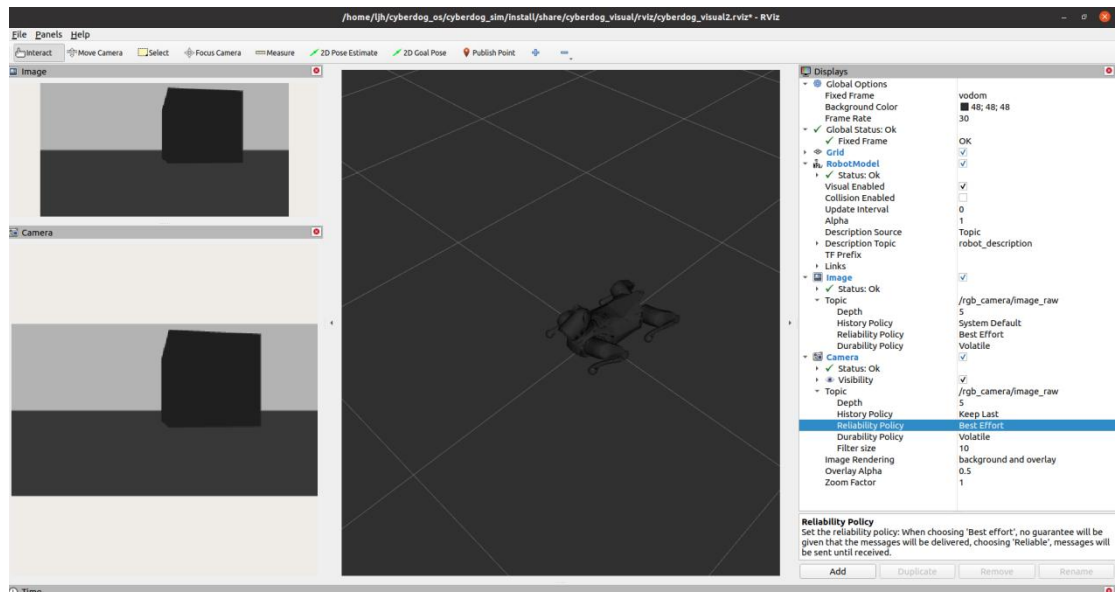 /home/ljh/cyberdog_os/cyberdog_sim/install/share/cyberdog_visual/rviz/cyberdog_visual2.rviz* - RViz
File Panels Help
Interact Move Camera Select Focus Camera Measure 2D Pose Estimate 2D Goal Pose Publish Point
Image
Camera
Displays
Global Options
Fixed Frame vodom
Background Color 48; 48; 48
Frame Rate 30
Global Status: Ok
Fixed Frame OK
Grid
RobotModel
Status: Ok
Visual Enabled
Collision Enabled
Update Interval 0
Alpha 1
Description Source Topic
Description Topic robot_description
TF Prefix
Links
Image
Status: Ok
Topic /rgb_camera/image_raw
Depth 5
History Policy System Default
Reliability Policy Best Effort
Durability Policy Volatile
Camera
Status: Ok
Visibility
Topic /rgb_camera/image_raw
Depth 5
History Policy Keep Last
Reliability Policy Best Effort
Durability Policy Volatile
Filter size 10
Image Rendering background and overlay
Overlay Alpha 0.5
Zoom Factor 1
Reliability Policy
Set the reliability policy: When choosing 'Best effort', no guarantee will be
given that the messages will be delivered, choosing 'Reliable', messages will
be sent until received.
Add Duplicate Remove Rename
Time